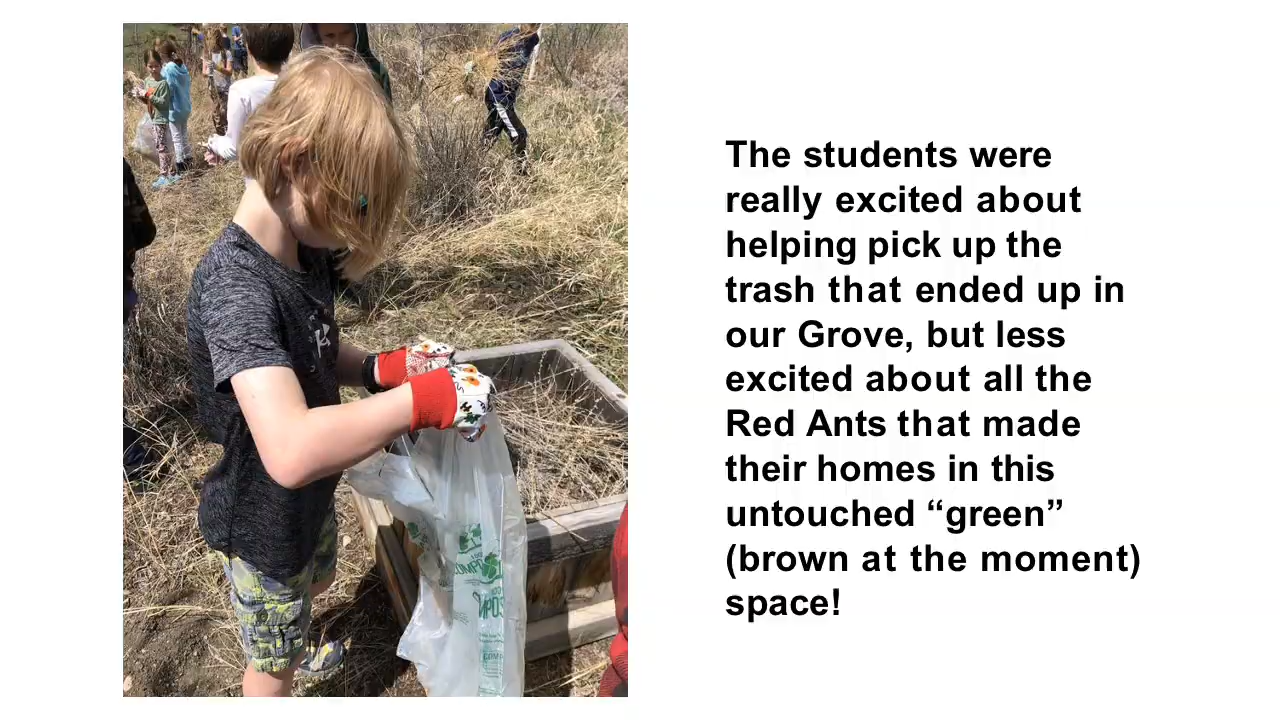 The students were
really excited about
helping pick up the
trash that ended up in
our Grove, but less
excited about all the
Red Ants that made
their homes in this
untouched “green”
(brown at the moment)
space!